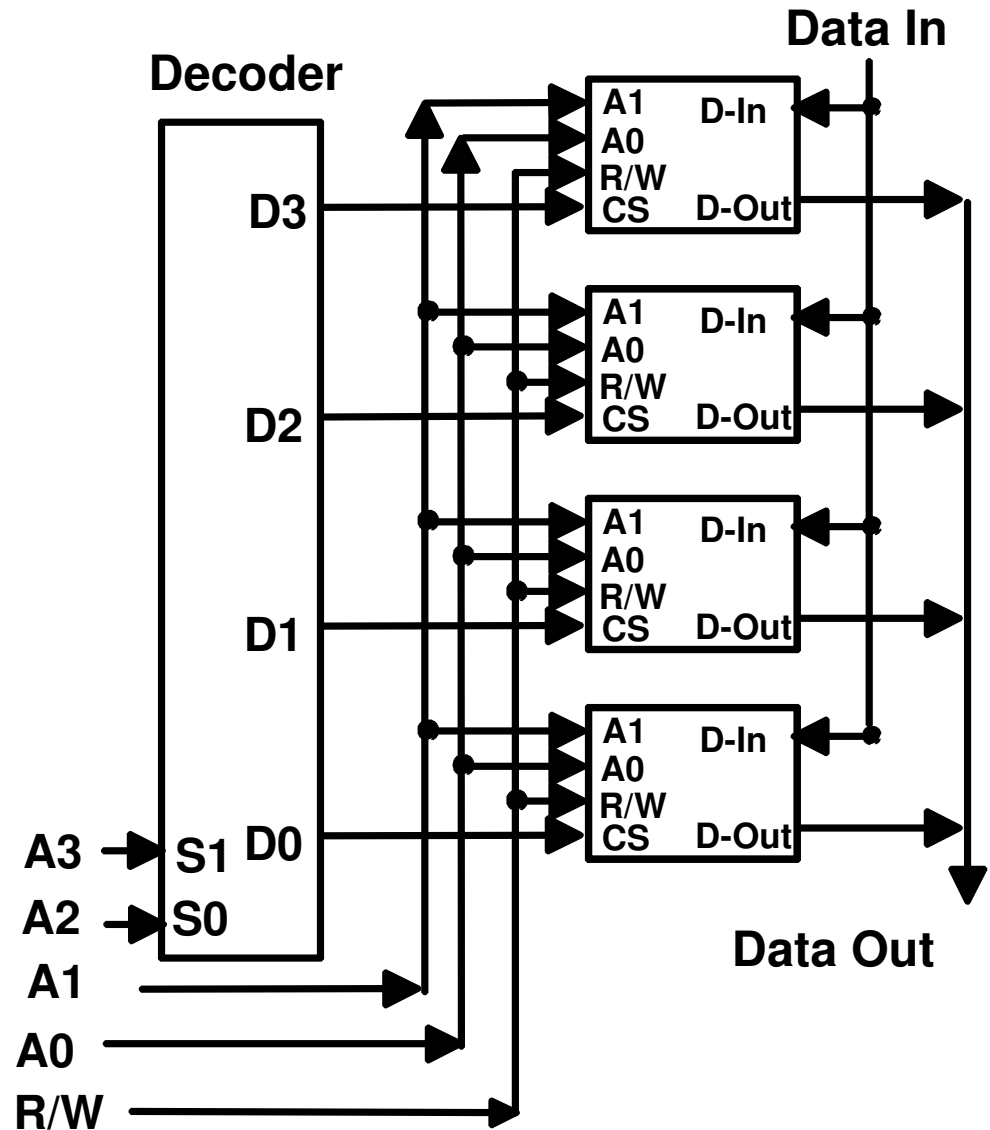 Data In
Decoder
A1 D-In
A0
R/W
CS D-Out
D3
A1 D-In
A0
R/W
CS D-Out
D2
A1 D-In
A0
R/W
CS D-Out
D1
A1 D-In
A0
R/W
CS D-Out
D0
A3 S1
A2 S0
Data Out
A1
A0
R/W